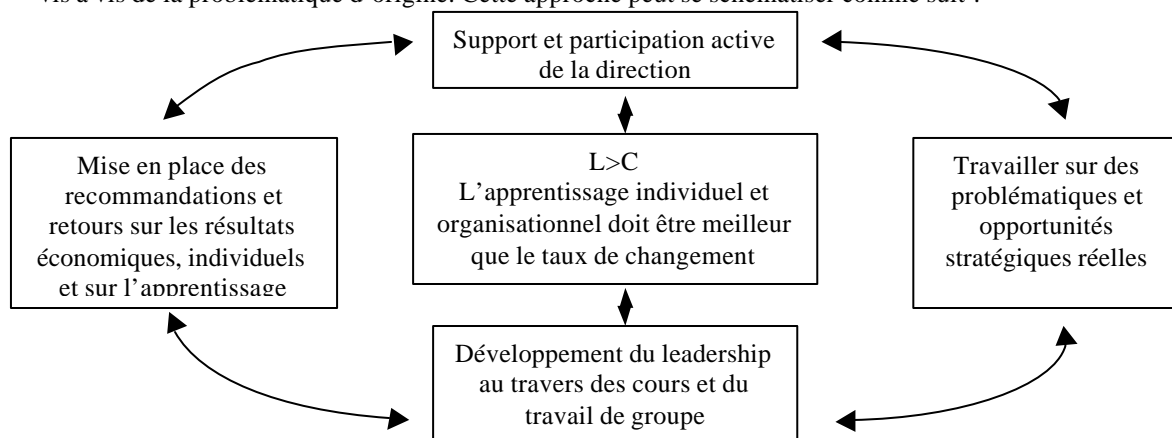 vis à vis de la problématique d'origine. Cette approche peut se schématiser comme suit :
Support et participation active
de la direction
Mise en place des
recommandations et
retours sur les résultats
économiques, individuels
et sur l'apprentissage
L>C
L'apprentissage individuel et
organisationnel doit être meilleur
que le taux de changement
Travailler sur des
problématiques et
opportunités
stratégiques réelles
Développement du leadership
au travers des cours et du
travail de groupe